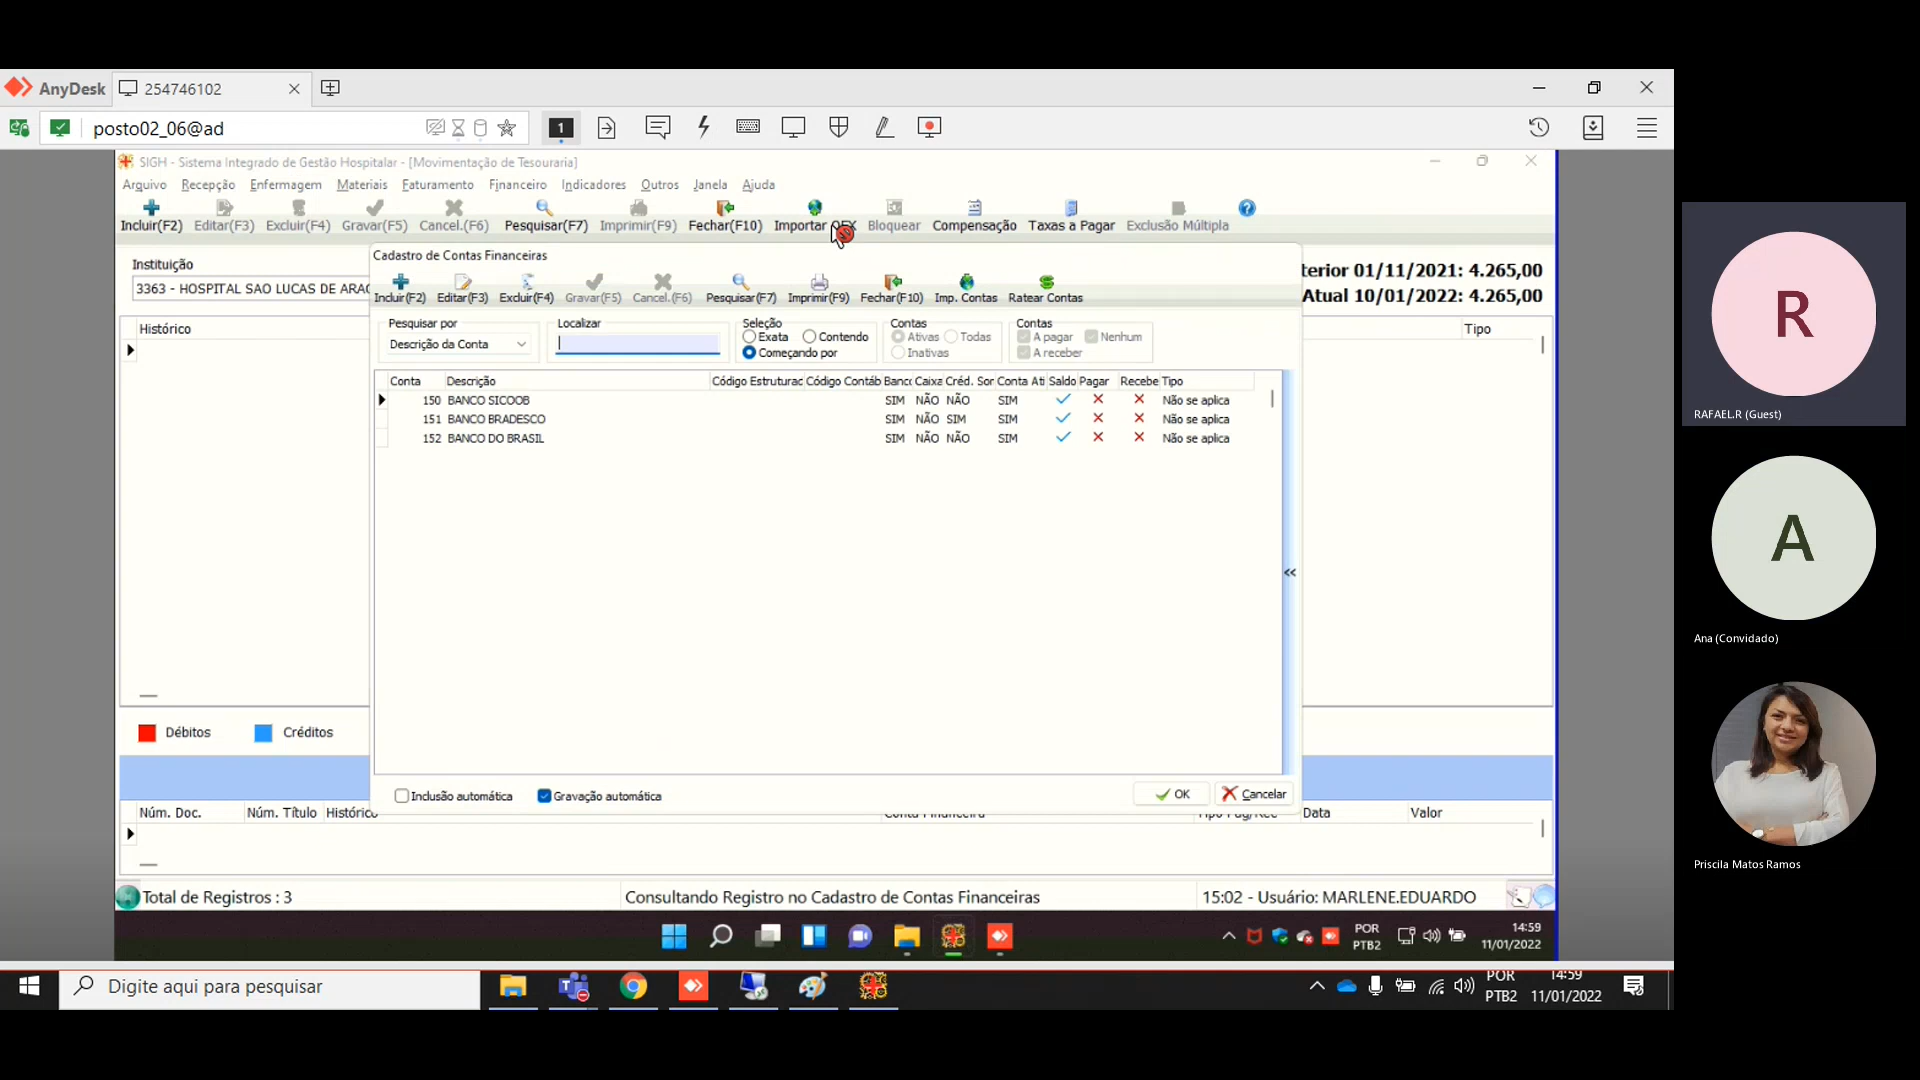 AnyDesk 254746102
posto02_06@ad 1
SIGH - Sistema Integrado de Gestão Hospitalar - [Movimentação de Tesouraria]
Arquivo Recepção Enfermagem Materiais Faturamento Financeiro Indicadores Outros Janela Ajuda
Incluir(F2) Editar(F3) Excluir(F4) Gravar(F5) Cancel.(F6) Pesquisar(F7) Imprimir(F9) Fechar(F10) Importar OFX Bloquear Compensação Taxas a Pagar Exclusão Múltipla
Instituição
3363 - HOSPITAL SAO LUCAS DE ARAC
terior 01/11/2021: 4.265,00
Atual 10/01/2022: 4.265,00
Histórico
Tipo
Cadastro de Contas Financeiras
Incluir(F2) Editar(F3) Excluir(F4) Gravar(F5) Cancel.(F6) Pesquisar(F7) Imprimir(F9) Fechar(F10) Imp. Contas Ratear Contas
Pesquisar por
Descrição da Conta
Localizar
Seleção
Exata Contendo
Começando por
Contas
Ativas Todas
Inativas
Contas
A pagar Nenhum
A receber
Conta Descrição Código Estruturac Código Contáb Banco Caixa Créd. Sor Conta Ati Saldo Pagar Recebe Tipo
150 BANCO SICOOB SIM NÃO NÃO SIM Não se aplica
151 BANCO BRADESCO SIM NÃO SIM SIM Não se aplica
152 BANCO DO BRASIL SIM NÃO NÃO SIM Não se aplica
<<
Inclusão automática Gravação automática OK Cancelar
Débitos Créditos
Núm. Doc. Núm. Título Histórico Conta Financeira Tipo Pag/Rec Data Valor
Total de Registros : 3 Consultando Registro no Cadastro de Contas Financeiras 15:02 - Usuário: MARLENE.EDUARDO
POR
PTB2
14:59
11/01/2022
Digite aqui para pesquisar
POR
PTB2
14:59
11/01/2022
R
RAFAEL.R (Guest)
A
Ana (Convidado)
Priscila Matos Ramos